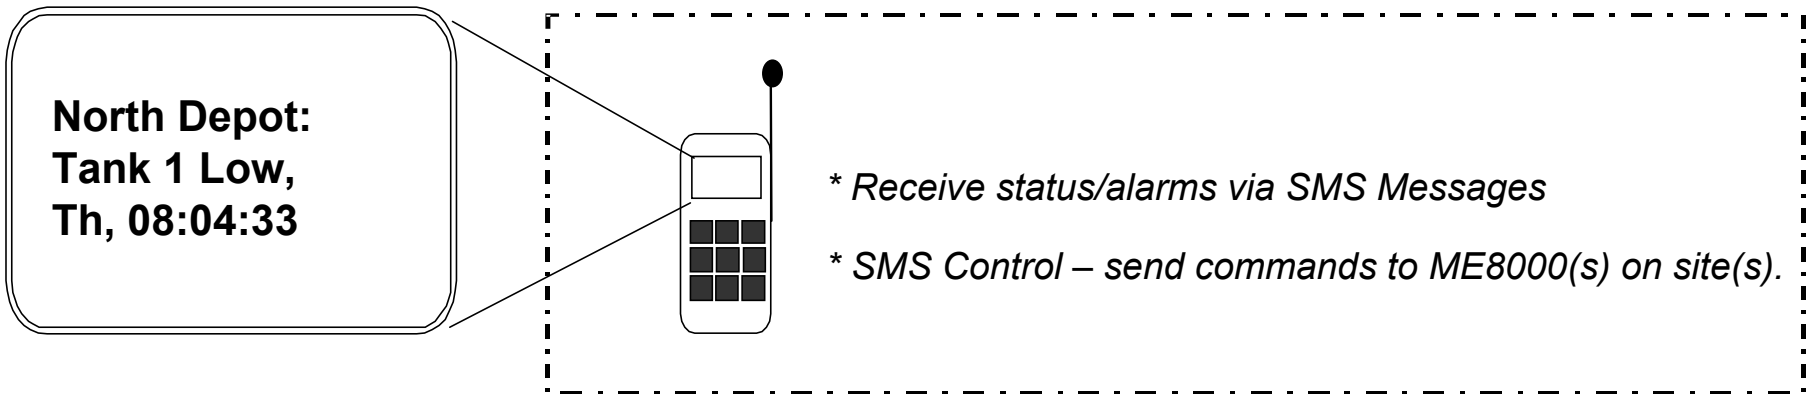 North Depot:
Tank 1 Low,
Th, 08:04:33
* Receive status/alarms via SMS Messages
* SMS Control – send commands to ME8000(s) on site(s).